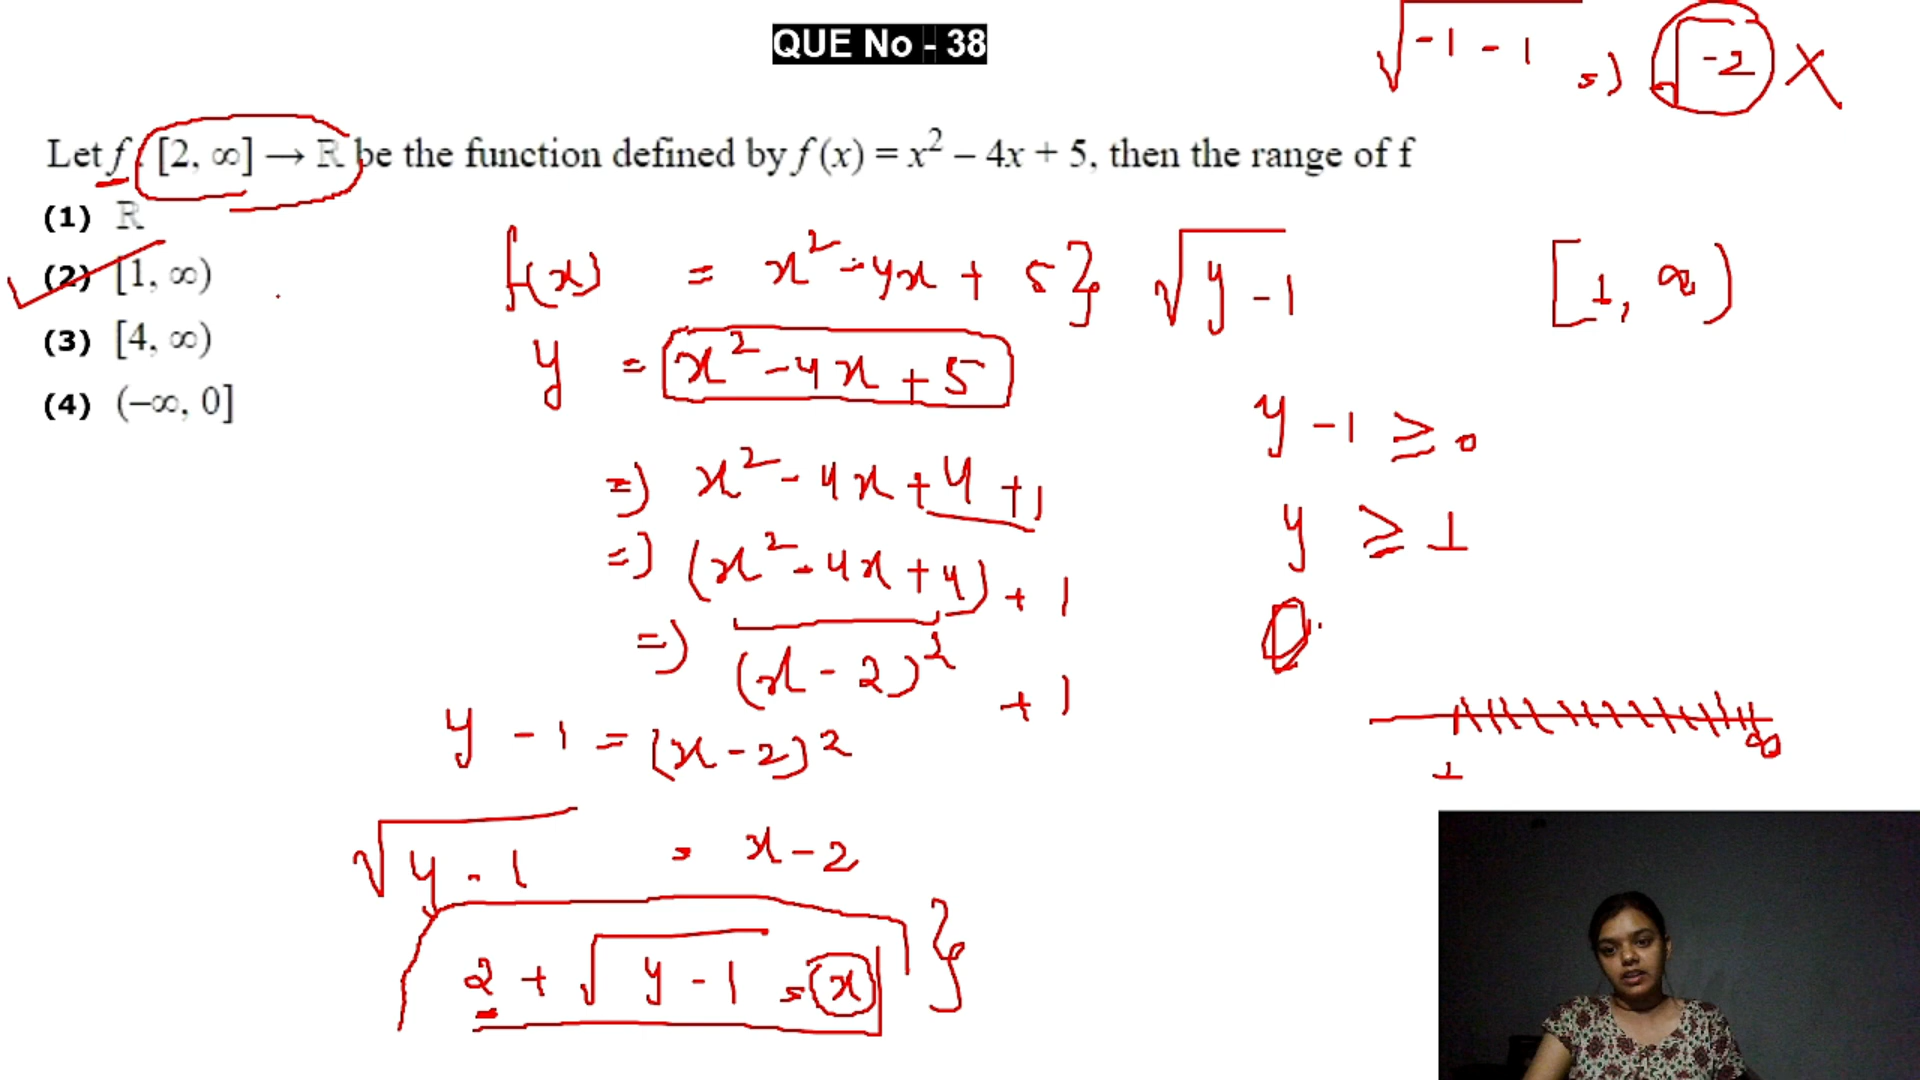 QUE No - 38
√-1 - 1 => √-2 X
Let f : [2, ∞] → ℝ be the function defined by f(x) = x² – 4x + 5, then the range of f
(1) ℝ
(2) [1, ∞)
(3) [4, ∞)
(4) (–∞, 0]
f(x) = x² - 4x + 5 }
y = x² - 4x + 5
=) x² - 4x + 4 + 1
=) (x² - 4x + 4) + 1
=) (x - 2)² + 1
y - 1 = (x - 2)²
√y - 1 = x - 2
2 + √y - 1 = x }
√y - 1
y - 1 ≥ 0
y ≥ 1
[1, ∞)
1 ∞